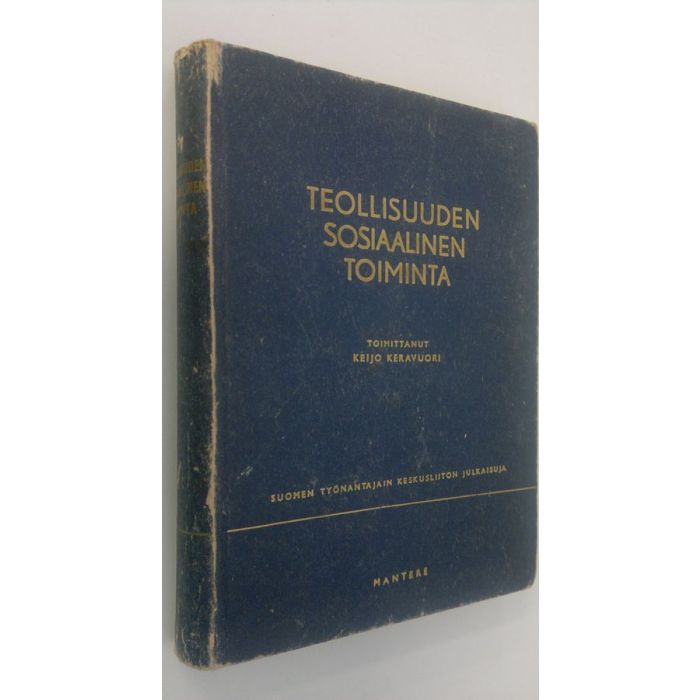 TEOLLISUUDEN
SOSIAALINEN
TOIMINTA
TOIMITTANUT
KEIJO KERAVUORI
SUOMEN TYÖNANTAJAIN KESKUSLIITON JULKAISUJA
MANTERE